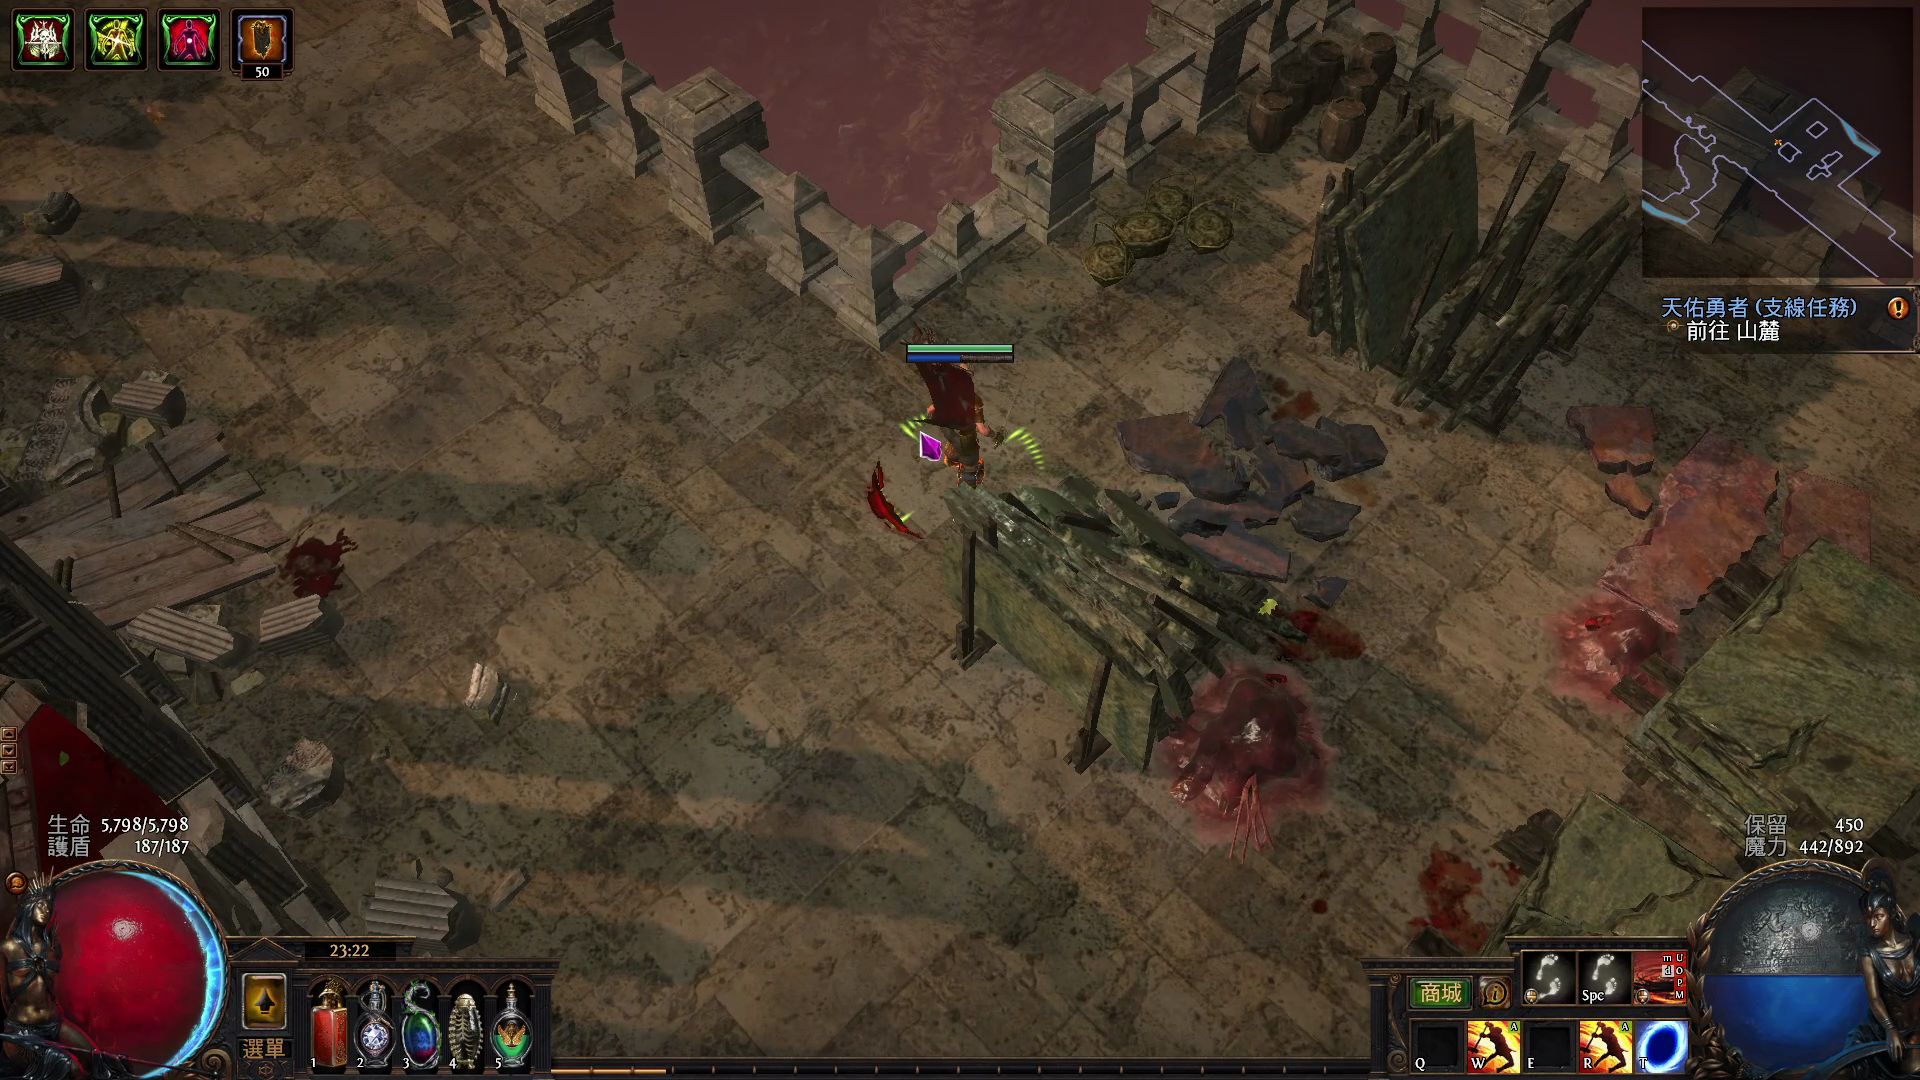 50
天佑勇者 (支線任務)
前往 山麓
生命 5,798/5,798
護盾 187/187
保留 450
魔力 442/892
23:22
選單
1 2 3 4 5
商城
Spc
Q W E R T
A A